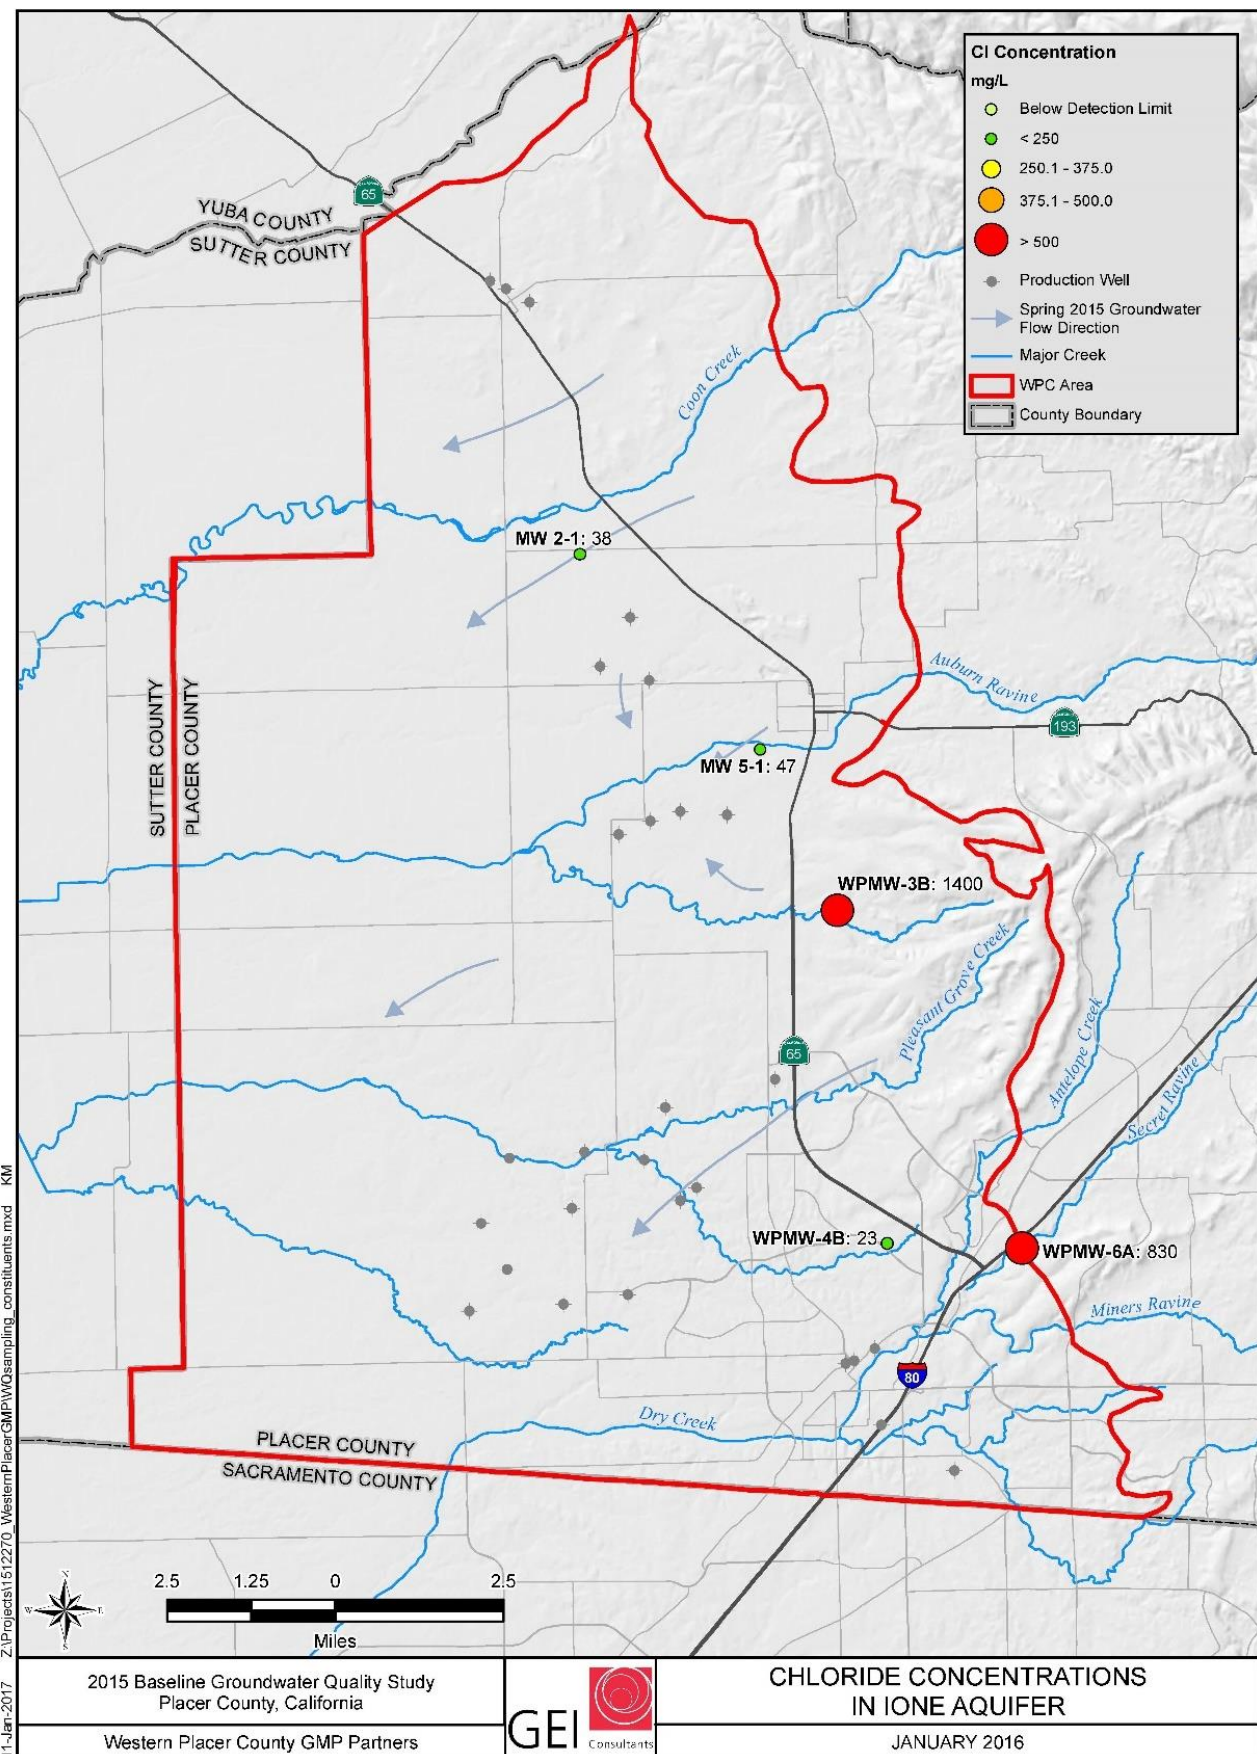 Cl Concentration
mg/L
Below Detection Limit
< 250
250.1 - 375.0
375.1 - 500.0
> 500
Production Well
Spring 2015 Groundwater
Flow Direction
Major Creek
WPC Area
County Boundary
65
YUBA COUNTY
SUTTER COUNTY
Coon Creek
MW 2-1: 38
Auburn Ravine
193
SUTTER COUNTY
PLACER COUNTY
MW 5-1: 47
WPMW-3B: 1400
Pleasant Grove Creek
65
Antelope Creek
Secret Ravine
WPMW-4B: 23
WPMW-6A: 830
Miners Ravine
80
Dry Creek
PLACER COUNTY
SACRAMENTO COUNTY
N
W E
S
2.5 1.25 0 2.5
Miles
11-Jan-2017 Z:\Projects\1512270_WesternPlacerGMP\WQsampling_constituents.mxd KM
2015 Baseline Groundwater Quality Study
Placer County, California
Western Placer County GMP Partners
GEI
Consultants
CHLORIDE CONCENTRATIONS
IN IONE AQUIFER
JANUARY 2016